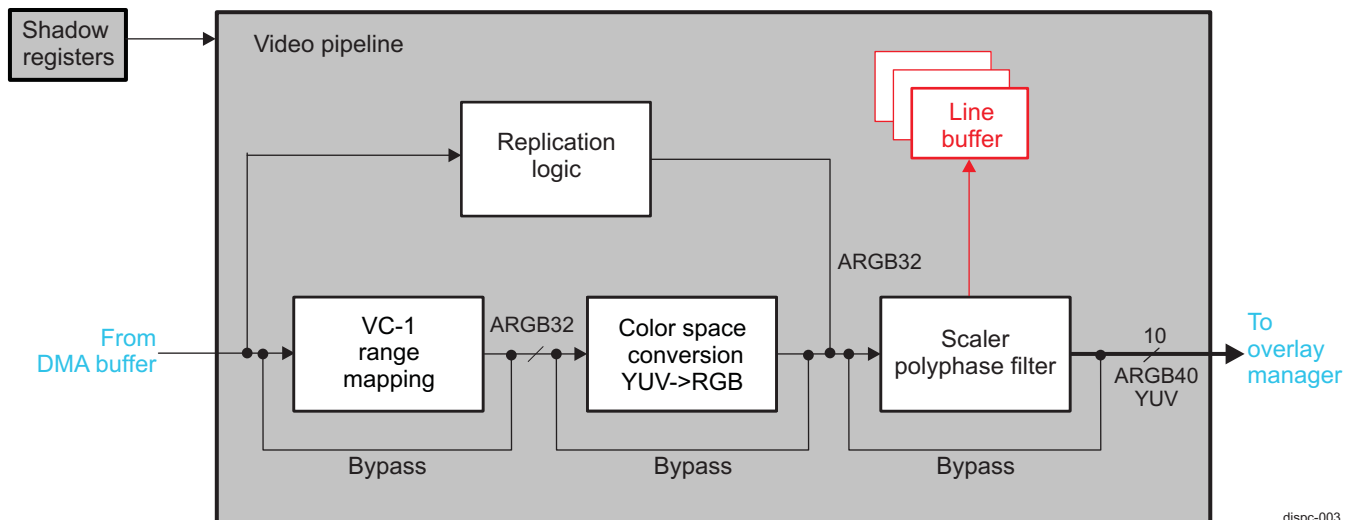 Shadow
registers
Video pipeline
Line
buffer
Replication
logic
ARGB32
From
DMA buffer
VC-1
range
mapping
ARGB32
Color space
conversion
YUV->RGB
Scaler
polyphase filter
10
ARGB40
YUV
To
overlay
manager
Bypass
Bypass
Bypass
dispc-003